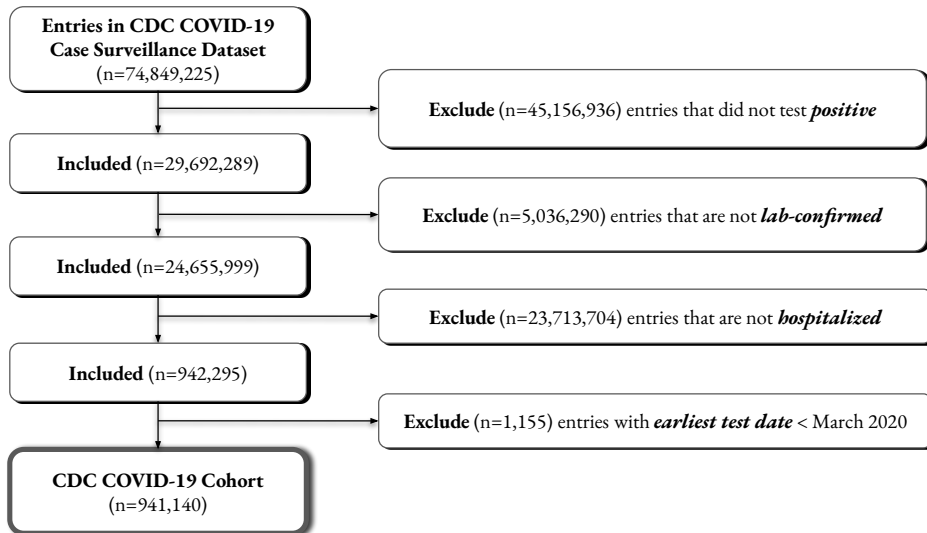 Entries in CDC COVID-19
Case Surveillance Dataset
(n=74,849,225)
Exclude (n=45,156,936) entries that did not test positive
Included (n=29,692,289)
Exclude (n=5,036,290) entries that are not lab-confirmed
Included (n=24,655,999)
Exclude (n=23,713,704) entries that are not hospitalized
Included (n=942,295)
Exclude (n=1,155) entries with earliest test date < March 2020
CDC COVID-19 Cohort
(n=941,140)